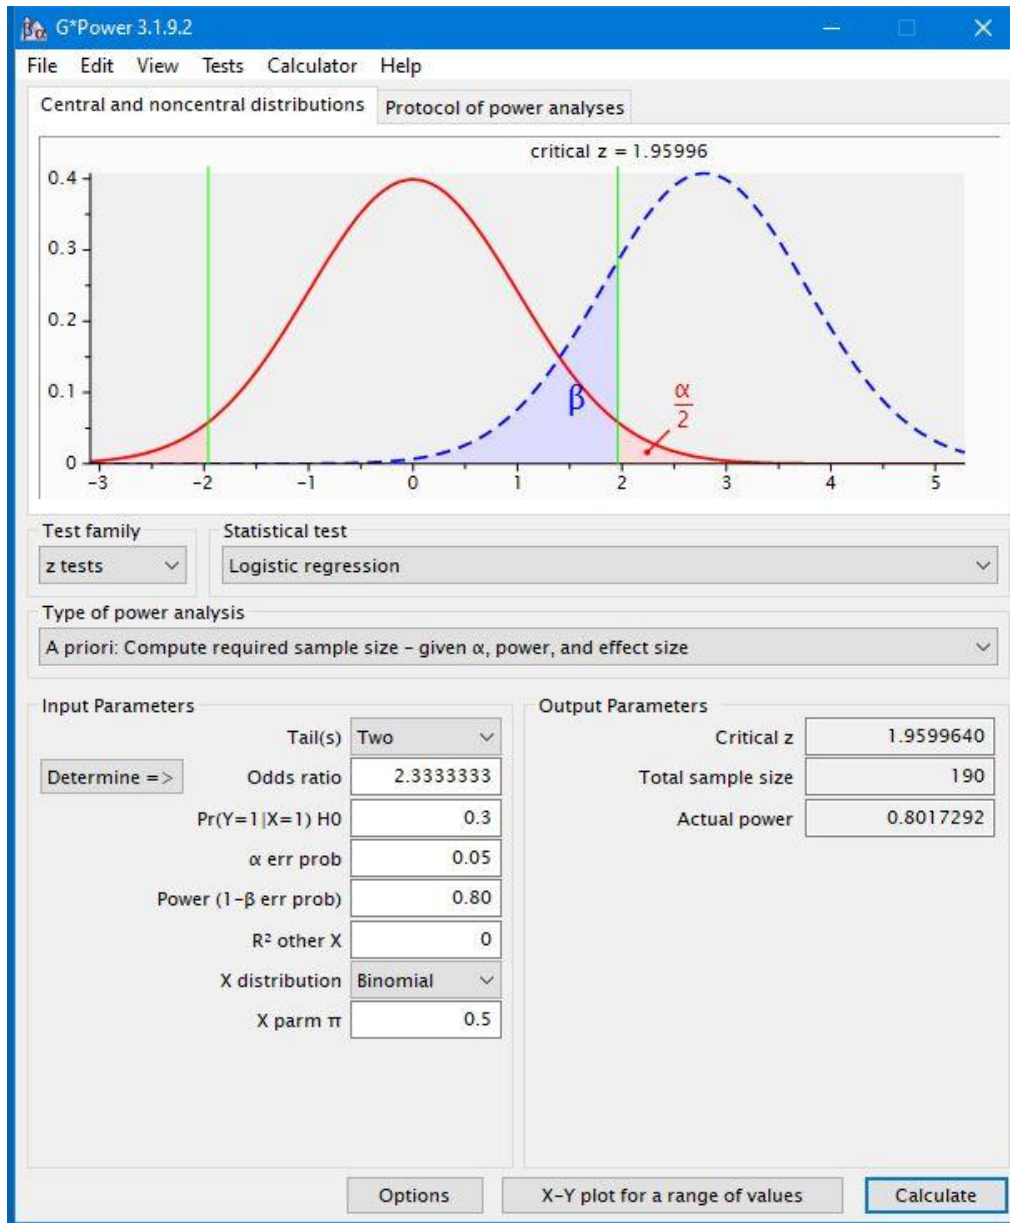 G*Power 3.1.9.2
File Edit View Tests Calculator Help
Central and noncentral distributions Protocol of power analyses
critical z = 1.95996
0.4
0.3
0.2
0.1
0
β
α
2
-3 -2 -1 0 1 2 3 4 5
Test family Statistical test
z tests Logistic regression
Type of power analysis
A priori: Compute required sample size – given α, power, and effect size
Input Parameters Output Parameters
Tail(s) Two Critical z 1.9599640
Determine => Odds ratio 2.3333333 Total sample size 190
Pr(Y=1|X=1) H0 0.3 Actual power 0.8017292
α err prob 0.05
Power (1-β err prob) 0.80
R² other X 0
X distribution Binomial
X parm π 0.5
Options X-Y plot for a range of values Calculate